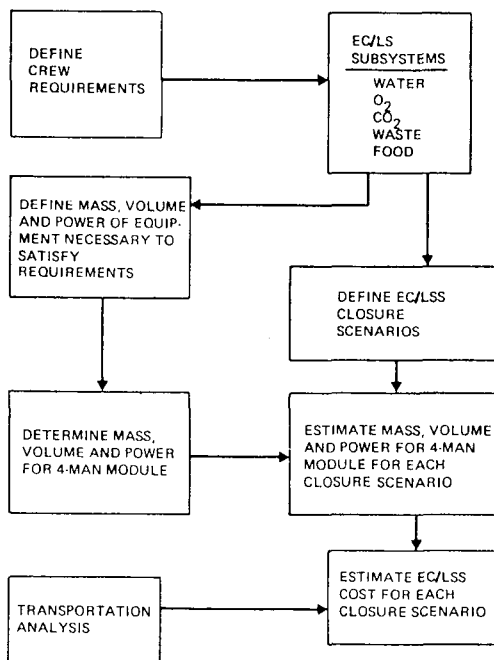 DEFINE
CREW
REQUIREMENTS
EC/LS
SUBSYSTEMS
WATER
O2
CO2
WASTE
FOOD
DEFINE MASS, VOLUME
AND POWER OF EQUIP-
MENT NECESSARY TO
SATISFY
REQUIREMENTS
DEFINE EC/LSS
CLOSURE
SCENARIOS
DETERMINE MASS,
VOLUME AND POWER
FOR 4-MAN MODULE
ESTIMATE MASS, VOLUME
AND POWER FOR 4-MAN
MODULE FOR EACH
CLOSURE SCENARIO
TRANSPORTATION
ANALYSIS
ESTIMATE EC/LSS
COST FOR EACH
CLOSURE SCENARIO